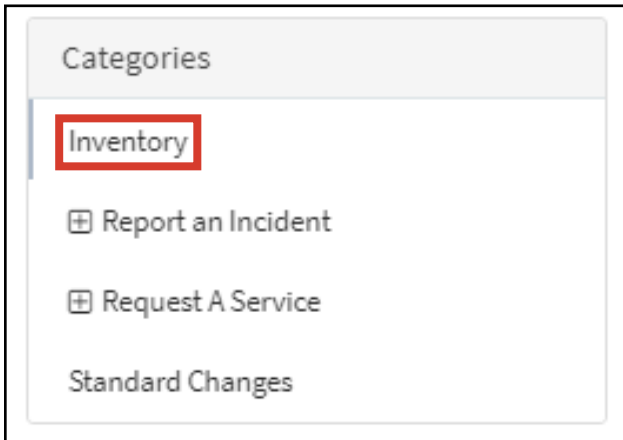 Categories
Inventory
Report an Incident
Request A Service
Standard Changes